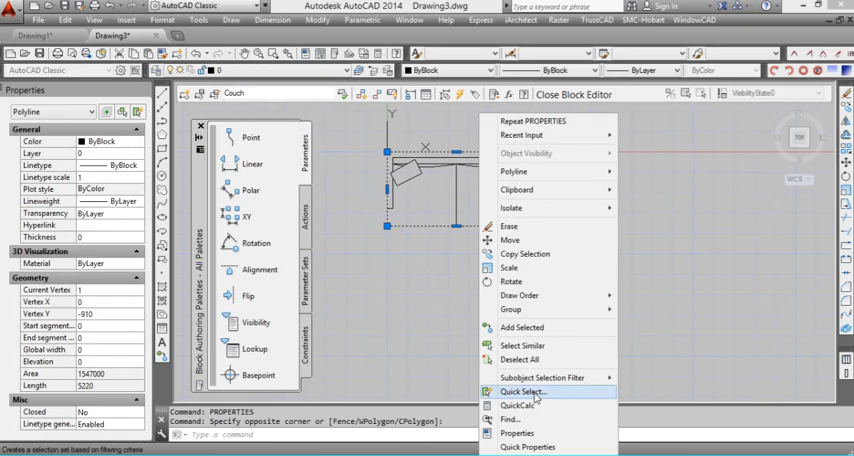 AutoCAD Classic
AutoCAD 2014 Drawing3.dwg
Type a keyword or phrase
Sign In
File Edit View Insert Format Tools Draw Dimension Modify Parametric Window Help Express iArchitect Raster TrussCAD SMC-Hobart WindowCAD
Drawing1*
Drawing3*
AutoCAD Classic
0
ByBlock
ByBlock
ByLayer
ByColor
Properties
Couch
Close Block Editor
VisibilityState0
Polyline
General
Color ByBlock
Layer 0
Linetype ByBlock
Linetype scale 1
Plot style ByColor
Lineweight ByLayer
Transparency ByLayer
Hyperlink
Thickness 0
3D Visualization
Material ByLayer
Geometry
Current Vertex 1
Vertex X 0
Vertex Y -910
Start segment... 0
End segment ... 0
Global width 0
Elevation 0
Area 1547000
Length 5220
Misc
Closed No
Linetype gene... Enabled
Block Authoring Palettes - All Palettes
Point
Linear
Polar
XY
Rotation
Alignment
Flip
Visibility
Lookup
Basepoint
Parameters
Actions
Parameter Sets
Constraints
Y
X
Repeat PROPERTIES
Recent Input
Object Visibility
Polyline
Clipboard
Isolate
Erase
Move
Copy Selection
Scale
Rotate
Draw Order
Group
Add Selected
Select Similar
Deselect All
Subobject Selection Filter
Quick Select...
QuickCalc
Find...
Properties
Quick Properties
TOP
WCS
Command: PROPERTIES
Command: Specify opposite corner or [Fence/WPolygon/CPolygon]:
Type a command
Creates a selection set based on filtering criteria